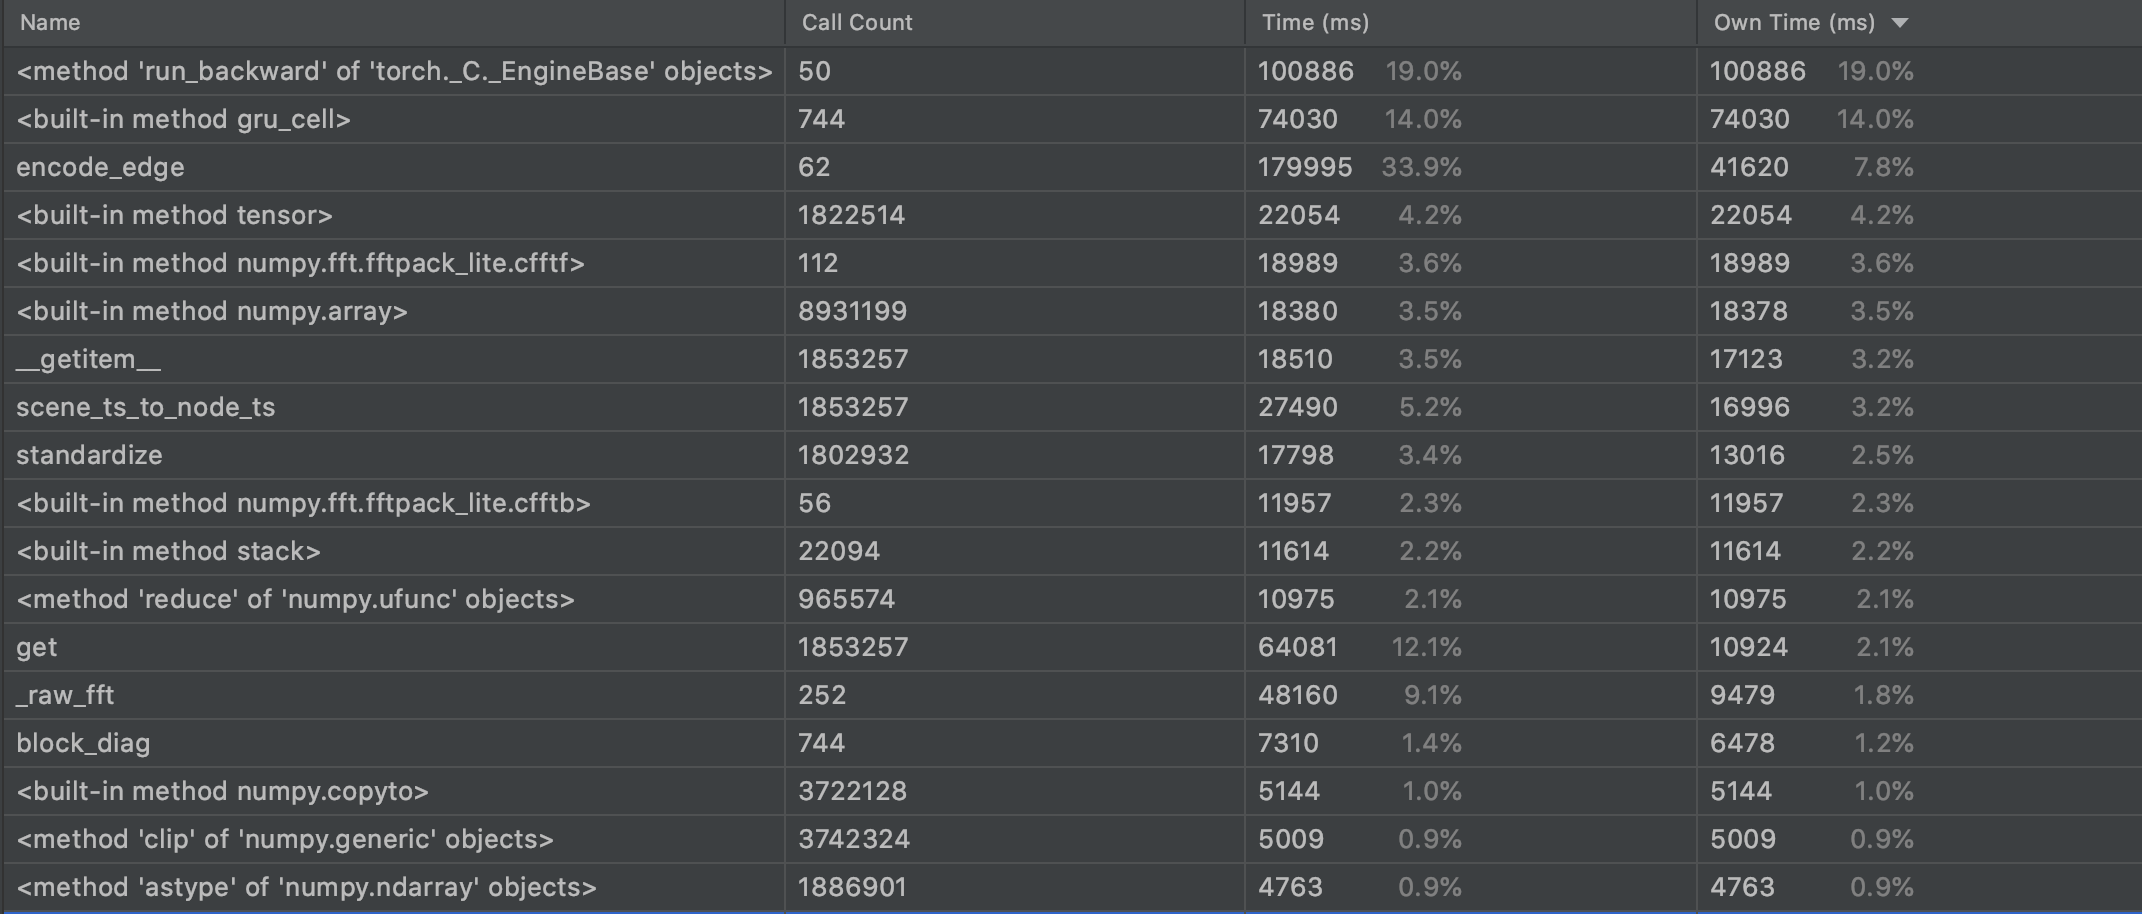 Name Call Count Time (ms) Own Time (ms)
<method 'run_backward' of 'torch._C._EngineBase' objects> 50 100886 19.0% 100886 19.0%
<built-in method gru_cell> 744 74030 14.0% 74030 14.0%
encode_edge 62 179995 33.9% 41620 7.8%
<built-in method tensor> 1822514 22054 4.2% 22054 4.2%
<built-in method numpy.fft.fftpack_lite.cfftf> 112 18989 3.6% 18989 3.6%
<built-in method numpy.array> 8931199 18380 3.5% 18378 3.5%
__getitem__ 1853257 18510 3.5% 17123 3.2%
scene_ts_to_node_ts 1853257 27490 5.2% 16996 3.2%
standardize 1802932 17798 3.4% 13016 2.5%
<built-in method numpy.fft.fftpack_lite.cfftb> 56 11957 2.3% 11957 2.3%
<built-in method stack> 22094 11614 2.2% 11614 2.2%
<method 'reduce' of 'numpy.ufunc' objects> 965574 10975 2.1% 10975 2.1%
get 1853257 64081 12.1% 10924 2.1%
_raw_fft 252 48160 9.1% 9479 1.8%
block_diag 744 7310 1.4% 6478 1.2%
<built-in method numpy.copyto> 3722128 5144 1.0% 5144 1.0%
<method 'clip' of 'numpy.generic' objects> 3742324 5009 0.9% 5009 0.9%
<method 'astype' of 'numpy.ndarray' objects> 1886901 4763 0.9% 4763 0.9%